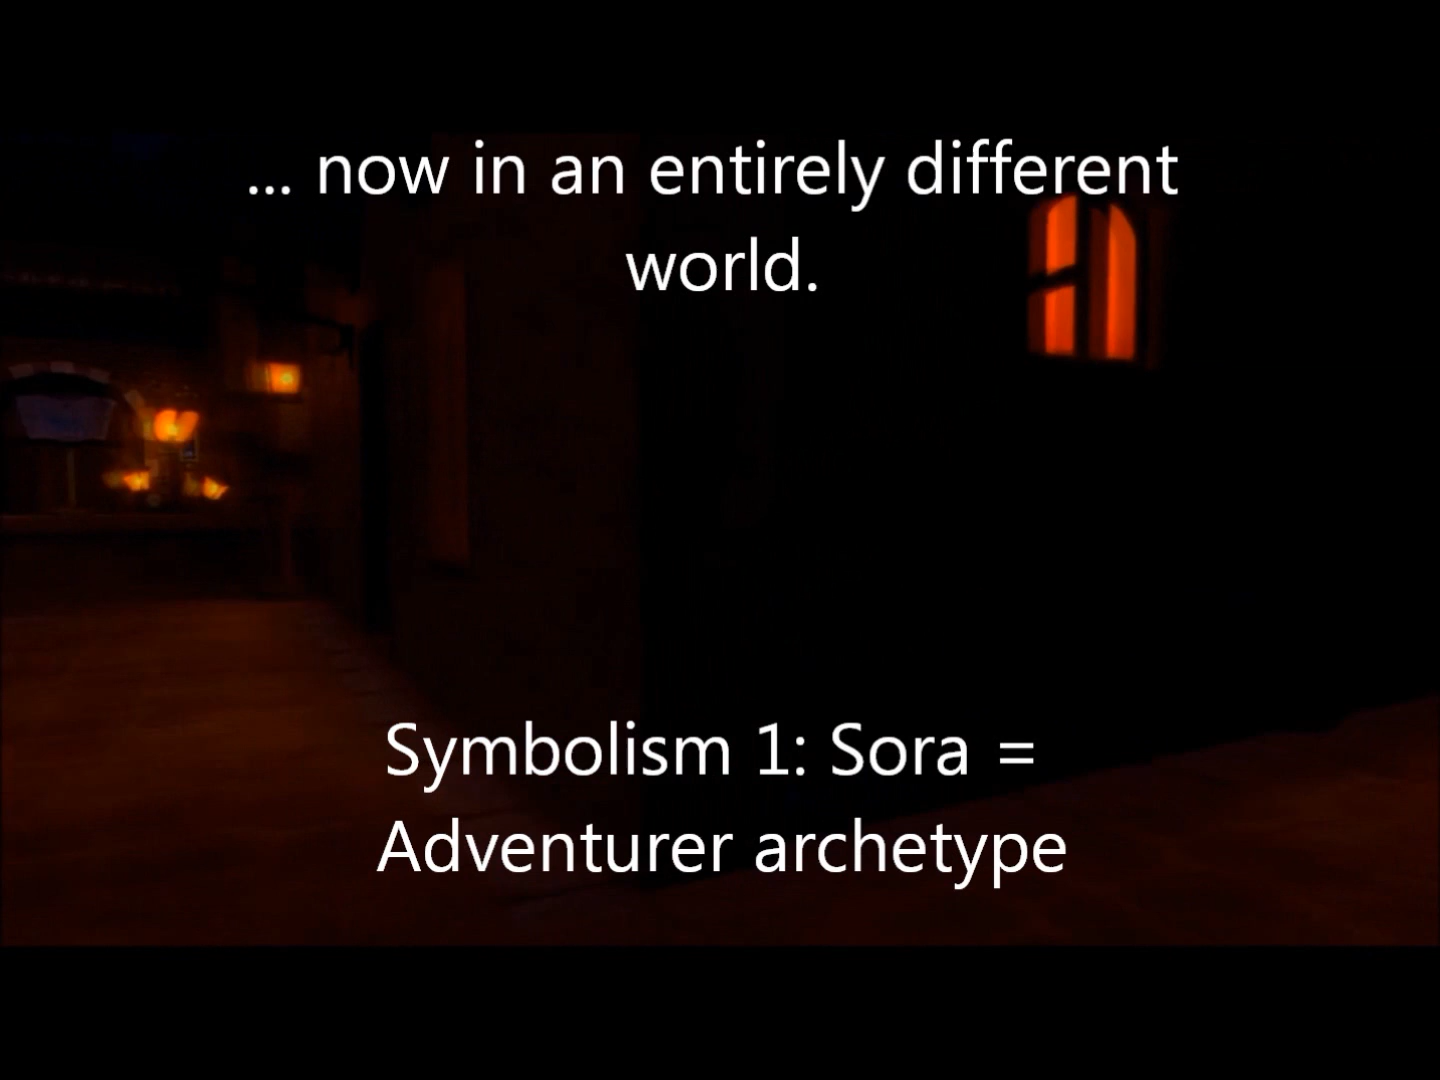 ... now in an entirely different
world.
Symbolism 1: Sora =
Adventurer archetype